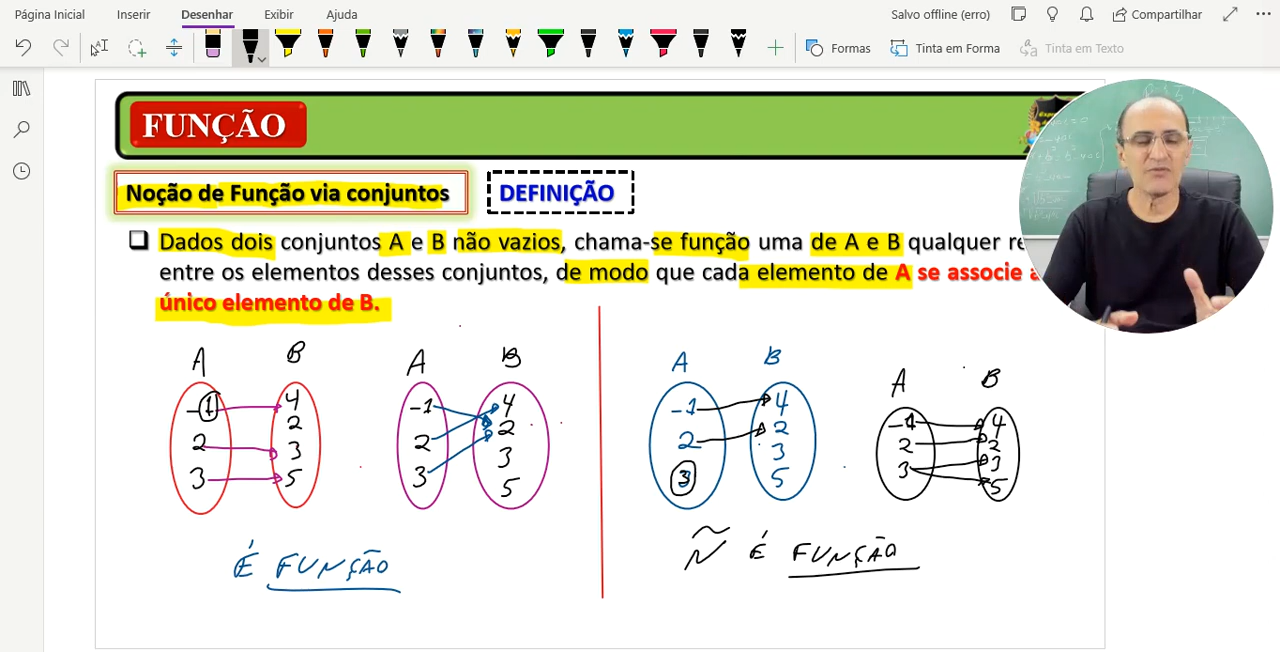 Página Inicial Inserir Desenhar Exibir Ajuda Salvo offline (erro) Compartilhar
Formas Tinta em Forma Tinta em Texto
FUNÇÃO
Noção de Função via conjuntos DEFINIÇÃO
Dados dois conjuntos A e B não vazios, chama-se função uma de A e B qualquer
entre os elementos desses conjuntos, de modo que cada elemento de A se associe
único elemento de B.
A B A B A B A B
-1 4 -1 4 -1 4 -1 4
2 2 2 2 2 2 2 2
3 3 3 3
3 5 3 5 3 5 3 5
É FUNÇÃO Ñ É FUNÇÃO